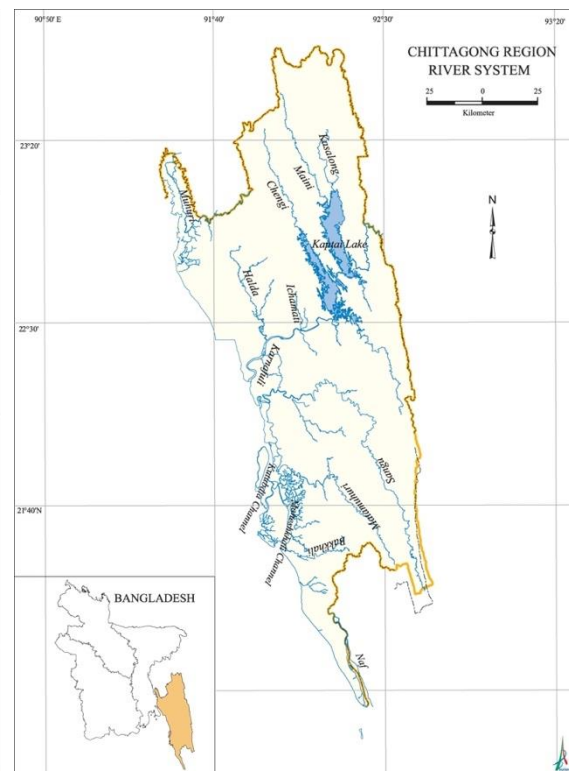 90°50' E
91°40'
92°30'
93°20'
CHITTAGONG REGION
RIVER SYSTEM
25
0
25
Kilometer
23°20'
N
Kasalong
Maini
Chengi
Muhuri
Kaptai Lake
Halda
Ichamati
22°30'
Karnafuli
Sangu
Kutubdia Channel
21°40'N
Matamuhuri
Moheshkhali Channel
Bakkhali
BANGLADESH
Naf